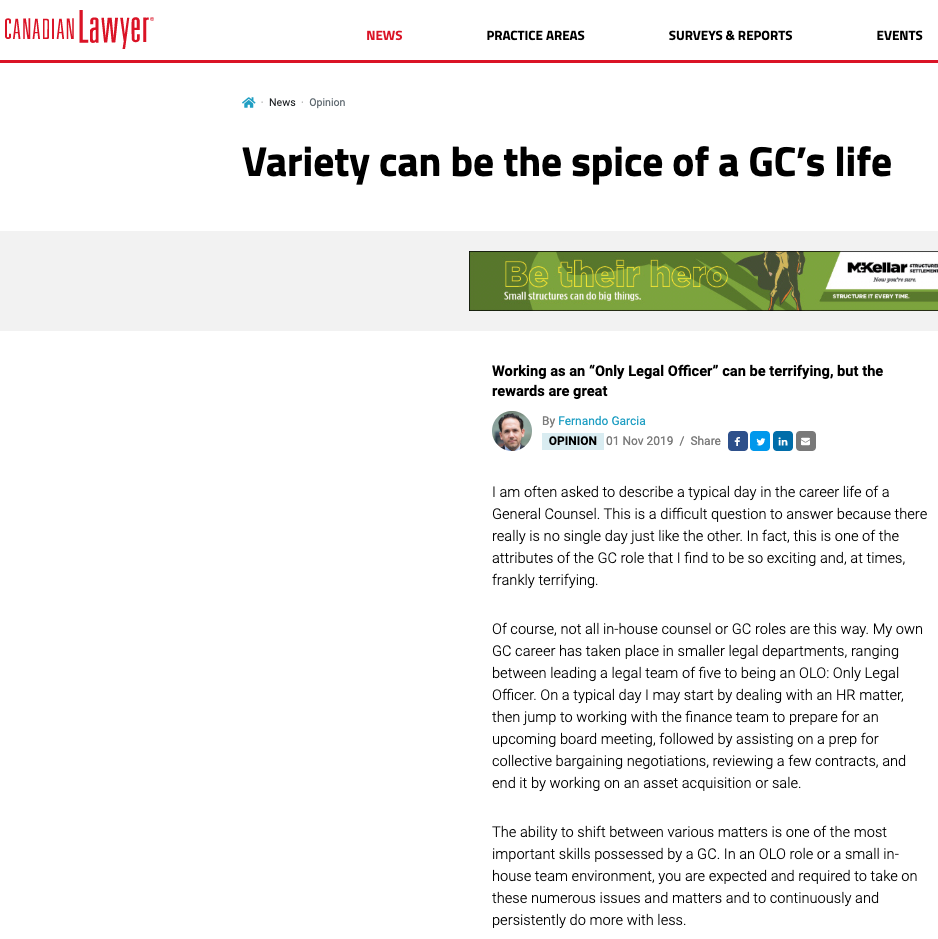 CANADIAN Lawyer
NEWS
PRACTICE AREAS
SURVEYS & REPORTS
EVENTS
· News · Opinion
Variety can be the spice of a GC’s life
Be their hero
Small structures can do big things.
McKellar STRUCTURED
SETTLEMENTS
Now you're sure.
STRUCTURE IT EVERY TIME.
Working as an “Only Legal Officer” can be terrifying, but the
rewards are great
By Fernando Garcia
OPINION 01 Nov 2019 / Share
I am often asked to describe a typical day in the career life of a
General Counsel. This is a difficult question to answer because there
really is no single day just like the other. In fact, this is one of the
attributes of the GC role that I find to be so exciting and, at times,
frankly terrifying.
Of course, not all in-house counsel or GC roles are this way. My own
GC career has taken place in smaller legal departments, ranging
between leading a legal team of five to being an OLO: Only Legal
Officer. On a typical day I may start by dealing with an HR matter,
then jump to working with the finance team to prepare for an
upcoming board meeting, followed by assisting on a prep for
collective bargaining negotiations, reviewing a few contracts, and
end it by working on an asset acquisition or sale.
The ability to shift between various matters is one of the most
important skills possessed by a GC. In an OLO role or a small in-
house team environment, you are expected and required to take on
these numerous issues and matters and to continuously and
persistently do more with less.